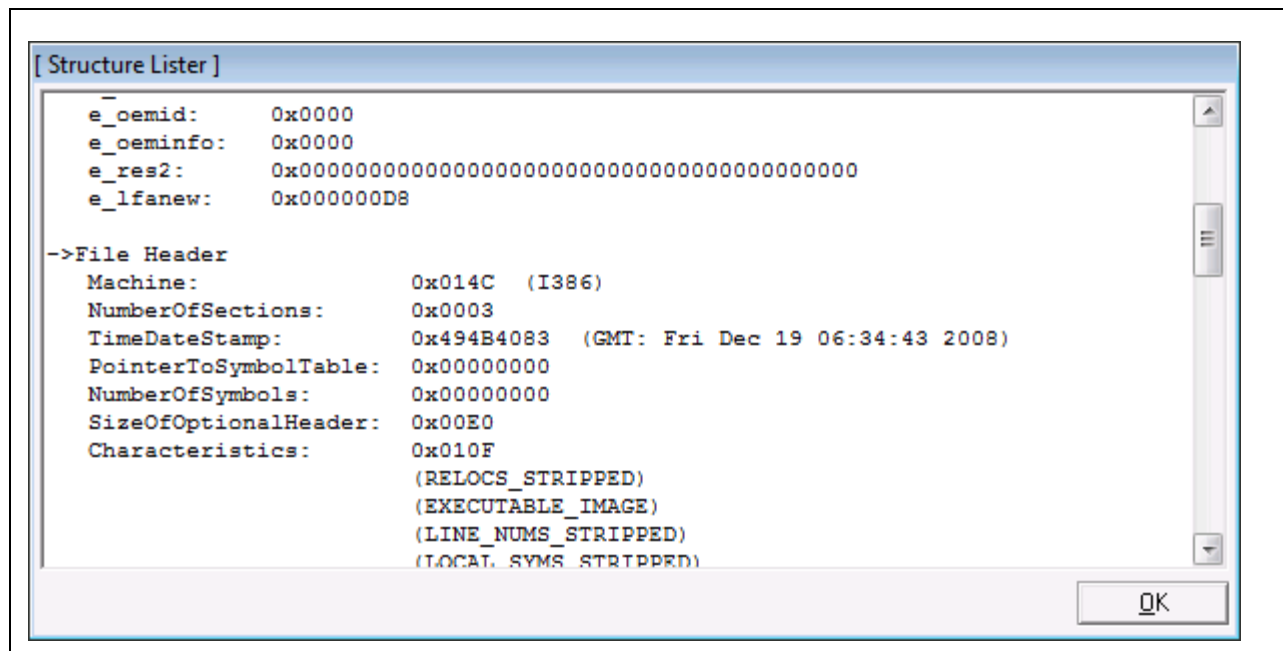 [ Structure Lister ]
e_oemid: 0x0000
e_oeminfo: 0x0000
e_res2: 0x0000000000000000000000000000000000000000
e_lfanew: 0x000000D8
->File Header
Machine: 0x014C (I386)
NumberOfSections: 0x0003
TimeDateStamp: 0x494B4083 (GMT: Fri Dec 19 06:34:43 2008)
PointerToSymbolTable: 0x00000000
NumberOfSymbols: 0x00000000
SizeOfOptionalHeader: 0x00E0
Characteristics: 0x010F
(RELOCS_STRIPPED)
(EXECUTABLE_IMAGE)
(LINE_NUMS_STRIPPED)
(LOCAL_SYMS_STRIPPED)
OK